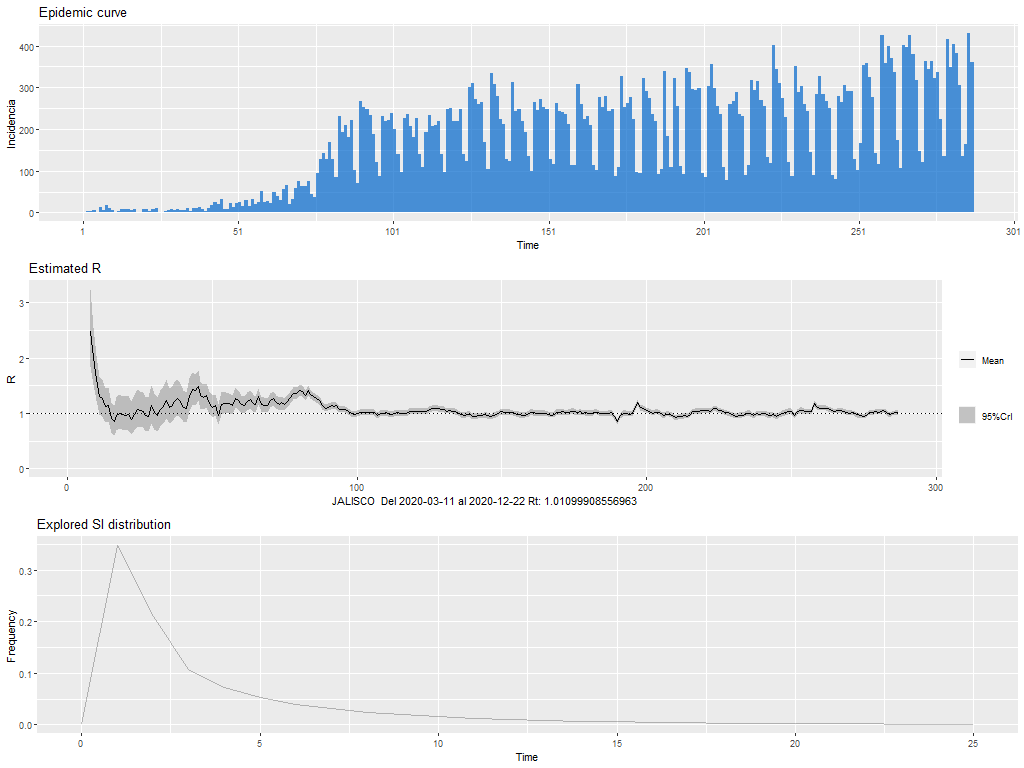 Epidemic curve
Incidencia
400
300
200
100
0
1 51 101 151 201 251 301
Time
Estimated R
R
3
2
1
0
Mean
95%CrI
0 100 200 300
JALISCO Del 2020-03-11 al 2020-12-22 Rt: 1.01099908556963
Explored SI distribution
Frequency
0.3
0.2
0.1
0.0
0 5 10 15 20 25
Time